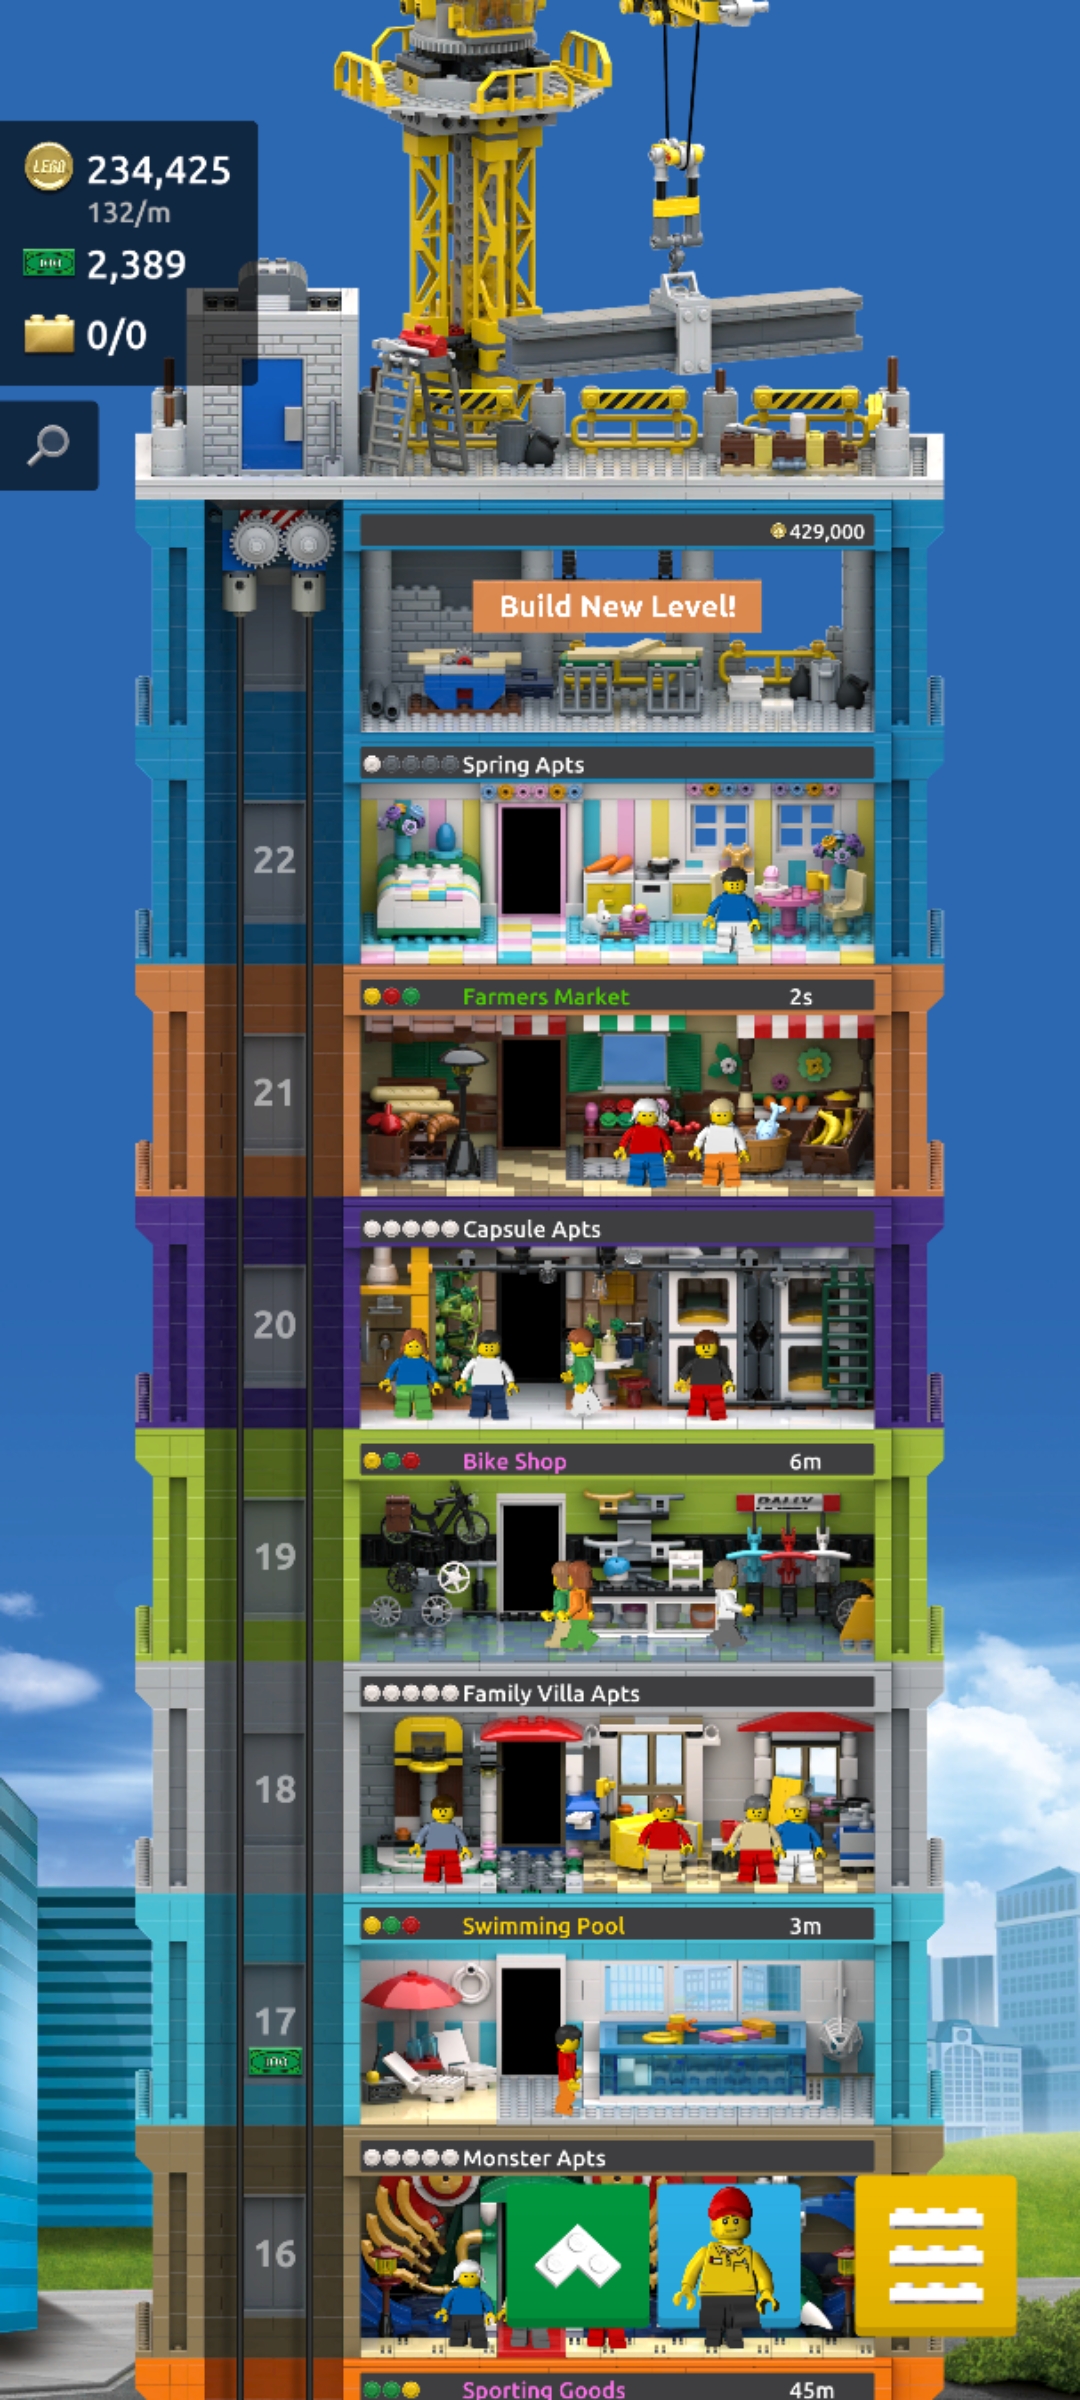 LEGO
234,425
132/m
2,389
0/0
429,000
Build New Level!
Spring Apts
22
Farmers Market 2s
21
Capsule Apts
20
Bike Shop 6m
RALLY
19
Family Villa Apts
18
Swimming Pool 3m
17
Monster Apts
16
Sporting Goods 45m